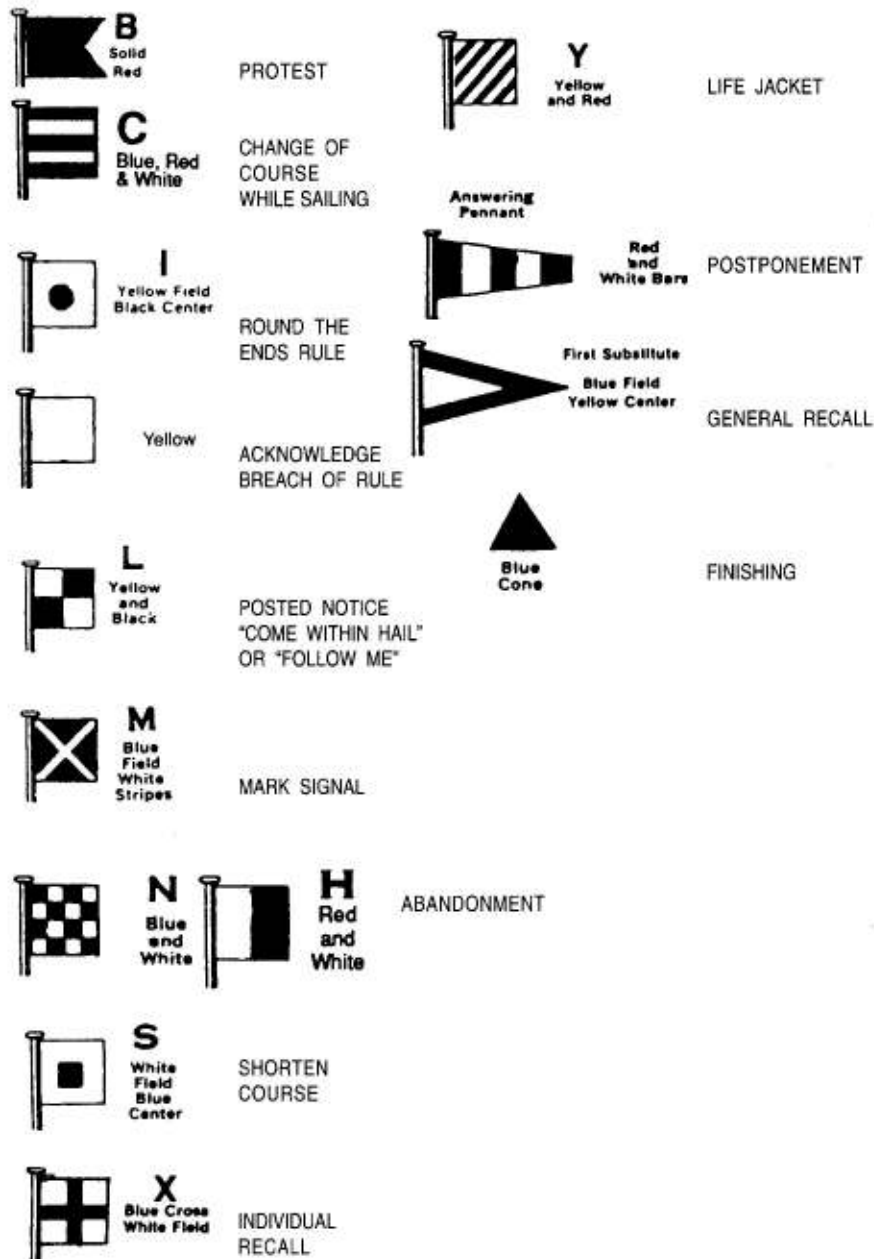 B
Solid
Red
PROTEST
C
Blue, Red
& White
CHANGE OF
COURSE
WHILE SAILING
I
Yellow Field
Black Center
ROUND THE
ENDS RULE
Yellow
ACKNOWLEDGE
BREACH OF RULE
L
Yellow
and
Black
POSTED NOTICE
"COME WITHIN HAIL"
OR "FOLLOW ME"
M
Blue
Field
White
Stripes
MARK SIGNAL
N
Blue
and
White
H
Red
and
White
ABANDONMENT
S
White
Field
Blue
Center
SHORTEN
COURSE
X
Blue Cross
White Field
INDIVIDUAL
RECALL
Y
Yellow
and Red
LIFE JACKET
Answering
Pennant
Red
and
White Bars
POSTPONEMENT
First Substitute
Blue Field
Yellow Center
GENERAL RECALL
Blue
Cone
FINISHING